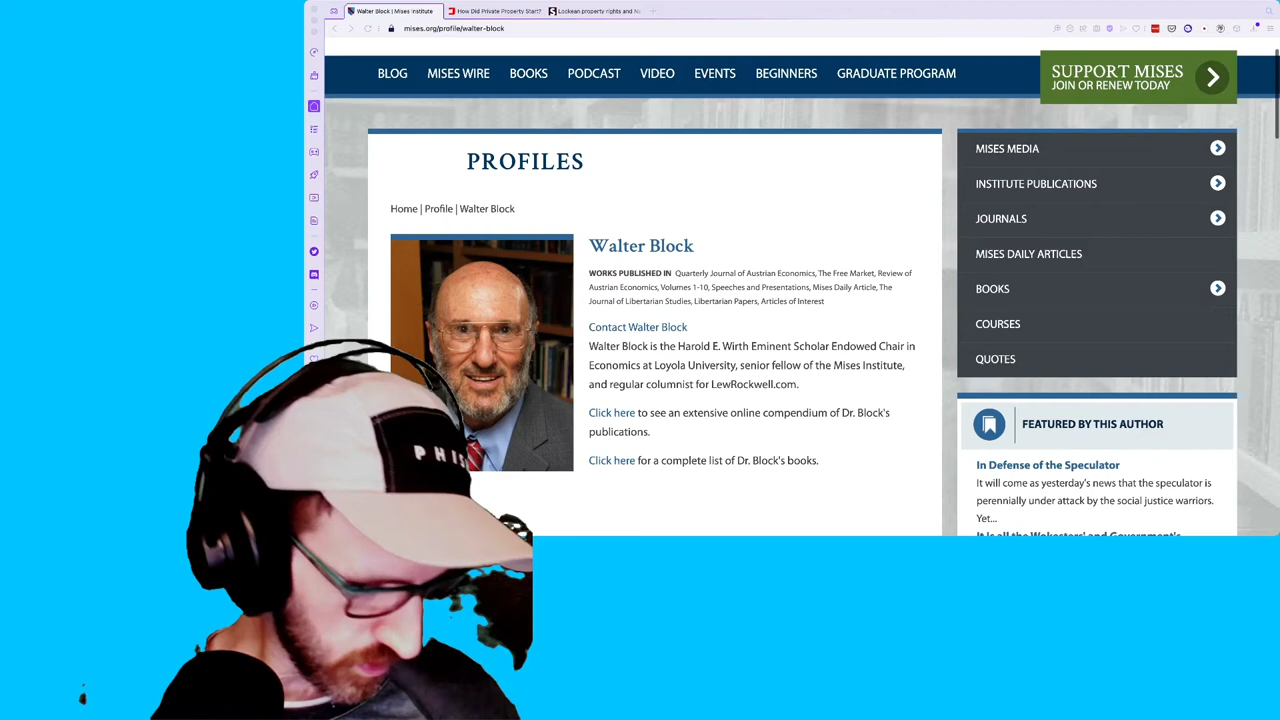 Walter Block | Mises Institute
How Did Private Property Start?
Lockean property rights and
mises.org/profile/walter-block
BLOG MISES WIRE BOOKS PODCAST VIDEO EVENTS BEGINNERS GRADUATE PROGRAM
SUPPORT MISES
JOIN OR RENEW TODAY
PROFILES
Home | Profile | Walter Block
Walter Block
WORKS PUBLISHED IN Quarterly Journal of Austrian Economics, The Free Market, Review of
Austrian Economics, Volumes 1-10, Speeches and Presentations, Mises Daily Article, The
Journal of Libertarian Studies, Libertarian Papers, Articles of Interest
Contact Walter Block
Walter Block is the Harold E. Wirth Eminent Scholar Endowed Chair in
Economics at Loyola University, senior fellow of the Mises Institute,
and regular columnist for LewRockwell.com.
Click here to see an extensive online compendium of Dr. Block's
publications.
Click here for a complete list of Dr. Block's books.
MISES MEDIA
INSTITUTE PUBLICATIONS
JOURNALS
MISES DAILY ARTICLES
BOOKS
COURSES
QUOTES
FEATURED BY THIS AUTHOR
In Defense of the Speculator
It will come as yesterday's news that the speculator is
perennially under attack by the social justice warriors.
Yet...
It is all the Wokesters' and Government's
PHIS